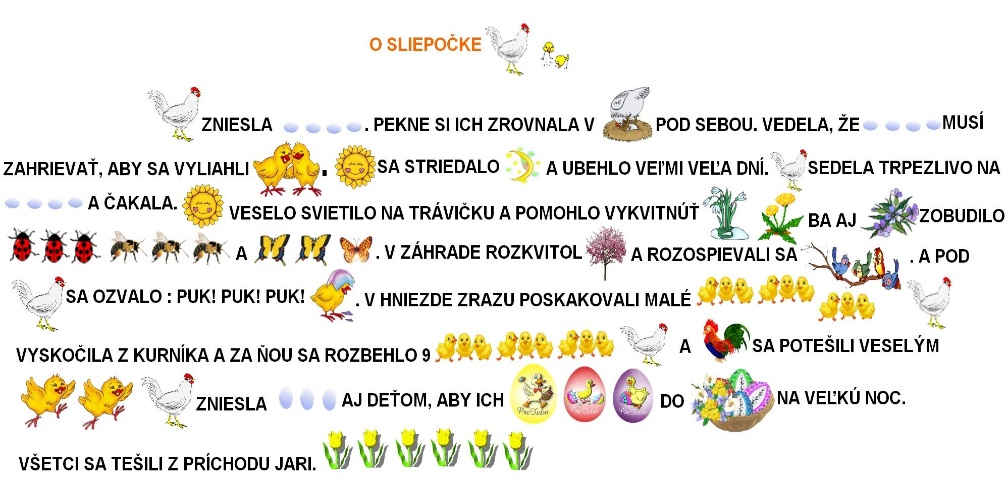 O SLIEPOČKE
ZNIESLA . PEKNE SI ICH ZROVNALA V POD SEBOU. VEDELA, ŽE MUSÍ
ZAHRIEVAŤ, ABY SA VYLIAHLI . SA STRIEDALO A UBEHLO VEĽMI VEĽA DNÍ. SEDELA TRPEZLIVO NA
A ČAKALA. VESELO SVIETILO NA TRÁVIČKU A POMOHLO VYKVITNÚŤ BA AJ ZOBUDILO
A . V ZÁHRADE ROZKVITOL A ROZOSPIEVALI SA . A POD
SA OZVALO : PUK! PUK! PUK! . V HNIEZDE ZRAZU POSKAKOVALI MALÉ
VYSKOČILA Z KURNÍKA A ZA ŇOU SA ROZBEHLO 9 A SA POTEŠILI VESELÝM
ZNIESLA AJ DEŤOM, ABY ICH DO NA VEĽKÚ NOC.
VŠETCI SA TEŠILI Z PRÍCHODU JARI.